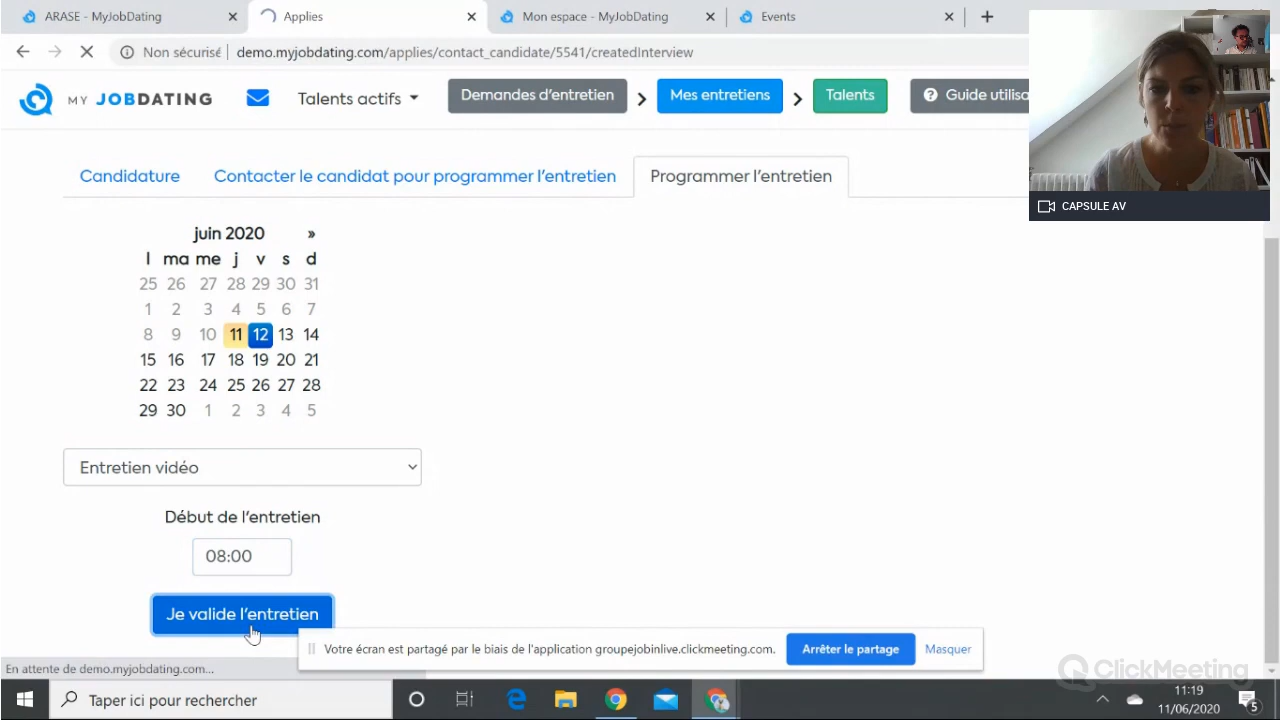 ARASE - MyJobDating
Applies
Mon espace - MyJobDating
Events
Non sécurisé
demo.myjobdating.com/applies/contact_candidate/5541/createdInterview
MY JOBDATING
Talents actifs
Demandes d'entretien
Mes entretiens
Talents
Guide utilisa
Candidature
Contacter le candidat pour programmer l'entretien
Programmer l'entretien
CAPSULE AV
juin 2020 »
l ma me j v s d
25 26 27 28 29 30 31
1 2 3 4 5 6 7
8 9 10 11 12 13 14
15 16 17 18 19 20 21
22 23 24 25 26 27 28
29 30 1 2 3 4 5
Entretien vidéo
Début de l'entretien
08:00
Je valide l'entretien
Votre écran est partagé par le biais de l'application groupejobinlive.clickmeeting.com.
Arrêter le partage
Masquer
En attente de demo.myjobdating.com...
ClickMeeting
Taper ici pour rechercher
11:19
11/06/2020
5